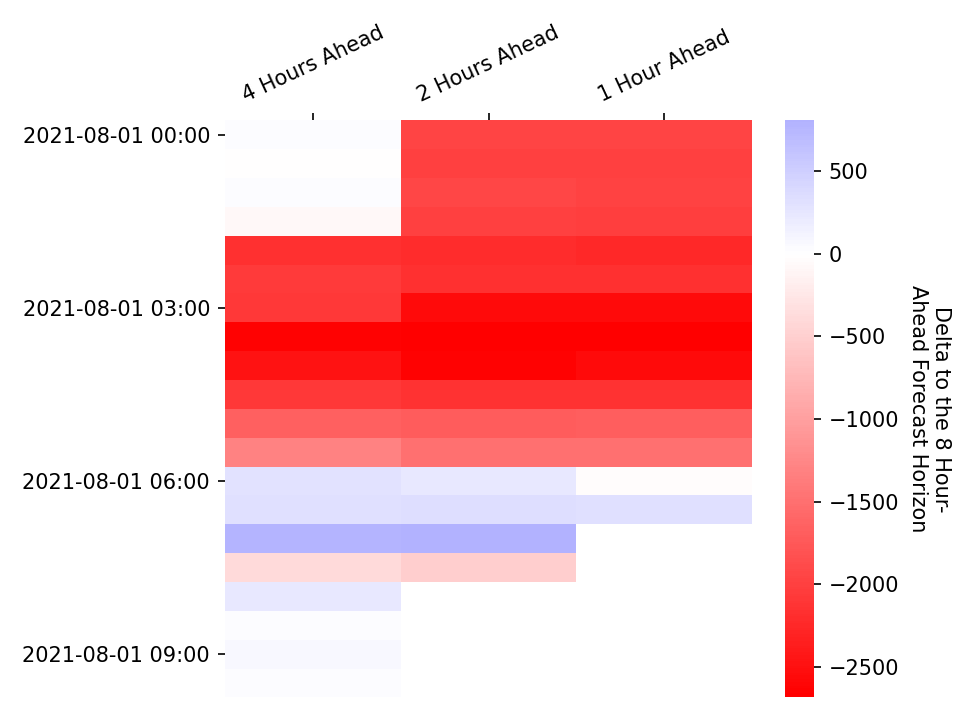 4 Hours Ahead
2 Hours Ahead
1 Hour Ahead
2021-08-01 00:00
2021-08-01 03:00
2021-08-01 06:00
2021-08-01 09:00
500
0
−500
−1000
−1500
−2000
−2500
Delta to the 8 Hour-
Ahead Forecast Horizon